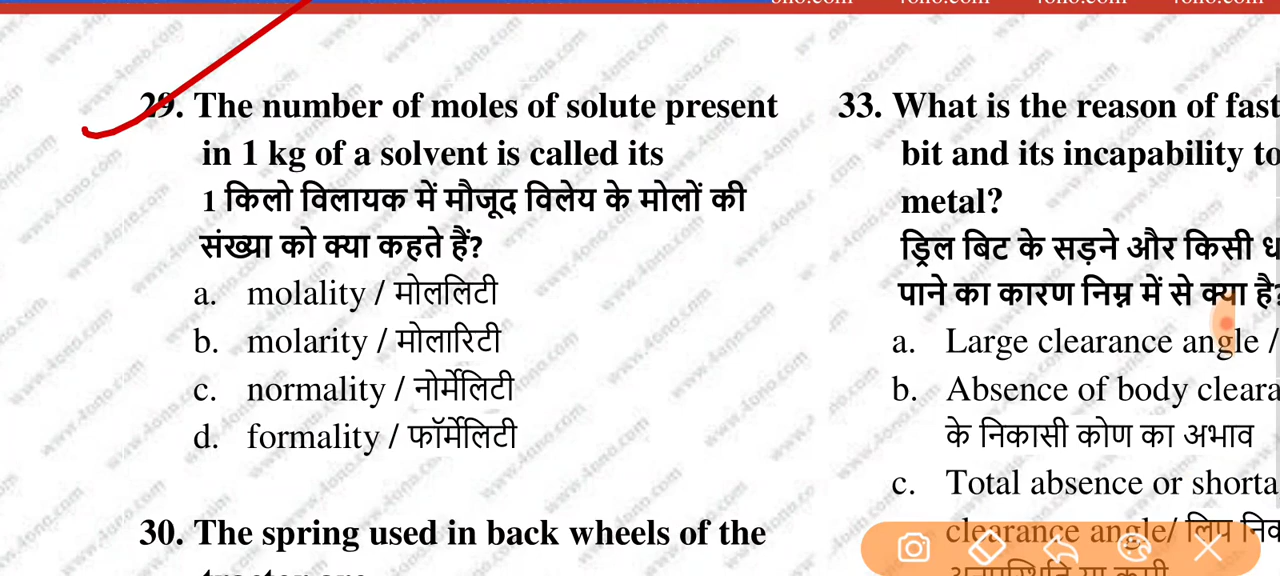 29. The number of moles of solute present
in 1 kg of a solvent is called its
1 किलो विलायक में मौजूद विलेय के मोलों की
संख्या को क्या कहते हैं?
a. molality / मोललिटी
b. molarity / मोलारिटी
c. normality / नोर्मेलिटी
d. formality / फॉर्मेलिटी
30. The spring used in back wheels of the
33. What is the reason of fast
bit and its incapability to
metal?
ड्रिल बिट के सड़ने और किसी
पाने का कारण निम्न में से क्या है?
a. Large clearance angle /
b. Absence of body
के निकासी कोण का अभाव
c. Total absence or
clearance angle/ लिप